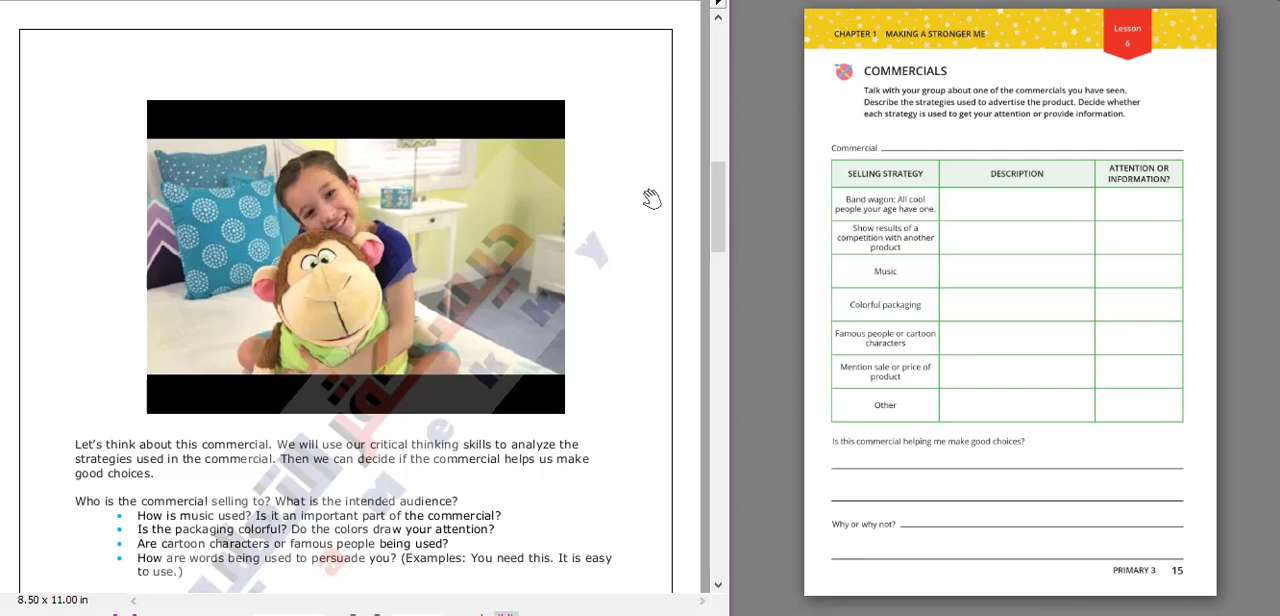 Let's think about this commercial. We will use our critical thinking skills to analyze the
strategies used in the commercial. Then we can decide if the commercial helps us make
good choices.
Who is the commercial selling to? What is the intended audience?
• How is music used? Is it an important part of the commercial?
• Is the packaging colorful? Do the colors draw your attention?
• Are cartoon characters or famous people being used?
• How are words being used to persuade you? (Examples: You need this. It is easy
to use.)
8.50 x 11.00 in
CHAPTER 1 MAKING A STRONGER ME
Lesson
6
COMMERCIALS
Talk with your group about one of the commercials you have seen.
Describe the strategies used to advertise the product. Decide whether
each strategy is used to get your attention or provide information.
Commercial
SELLING STRATEGY DESCRIPTION ATTENTION OR
INFORMATION?
Band wagon: All cool
people your age have one.
Show results of a
competition with another
product
Music
Colorful packaging
Famous people or cartoon
characters
Mention sale or price of
product
Other
Is this commercial helping me make good choices?
Why or why not?
PRIMARY 3 15